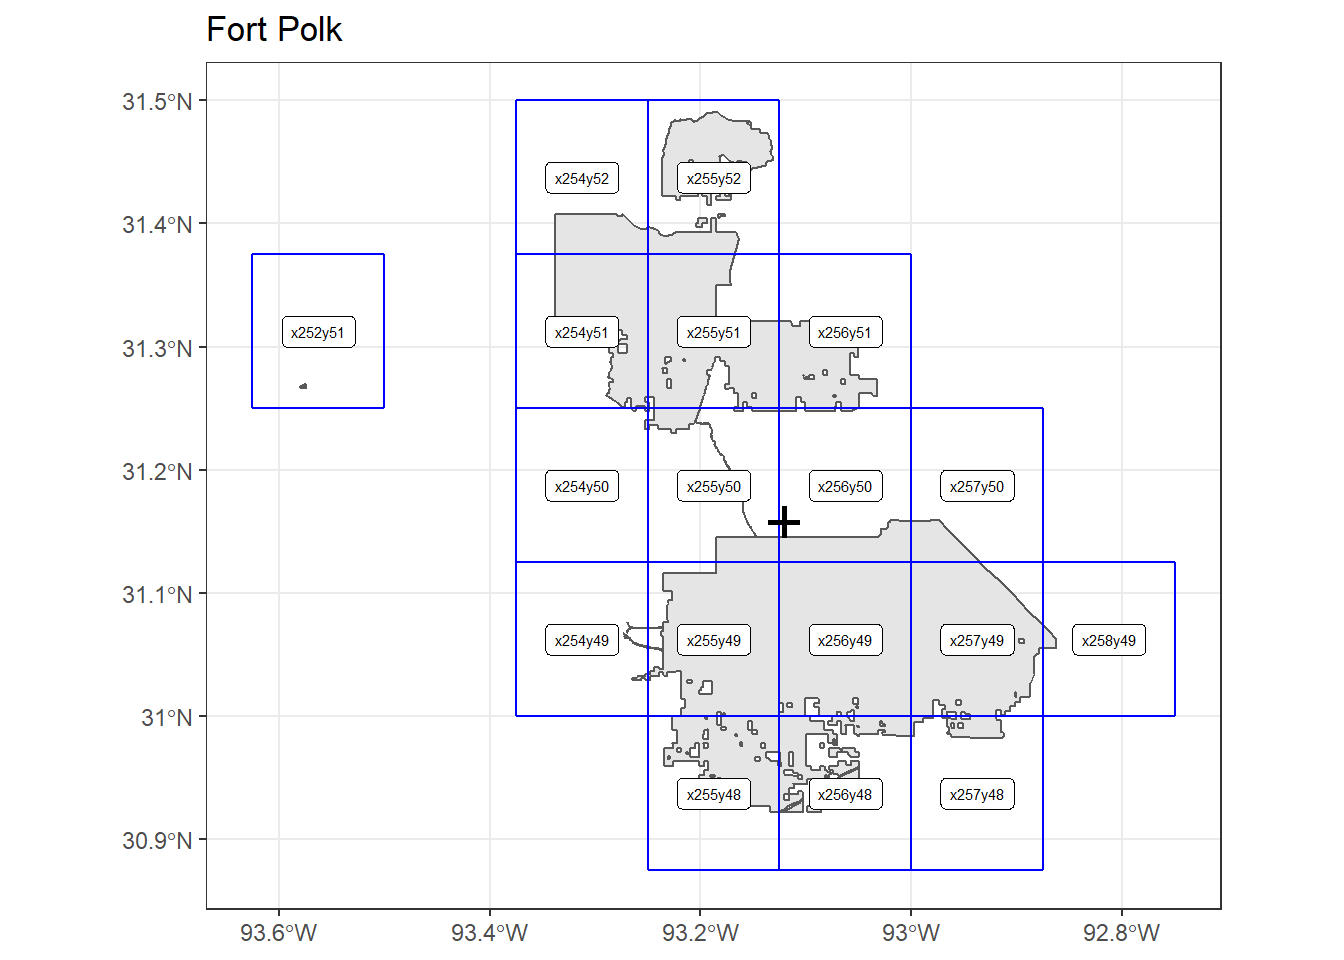 Fort Polk
31.5°N
x254y52 x255y52
31.4°N
x252y51 x254y51 x255y51 x256y51
31.3°N
31.2°N
x254y50 x255y50 x256y50 x257y50
31.1°N
x254y49 x255y49 x256y49 x257y49 x258y49
31°N
x255y48 x256y48 x257y48
30.9°N
93.6°W 93.4°W 93.2°W 93°W 92.8°W